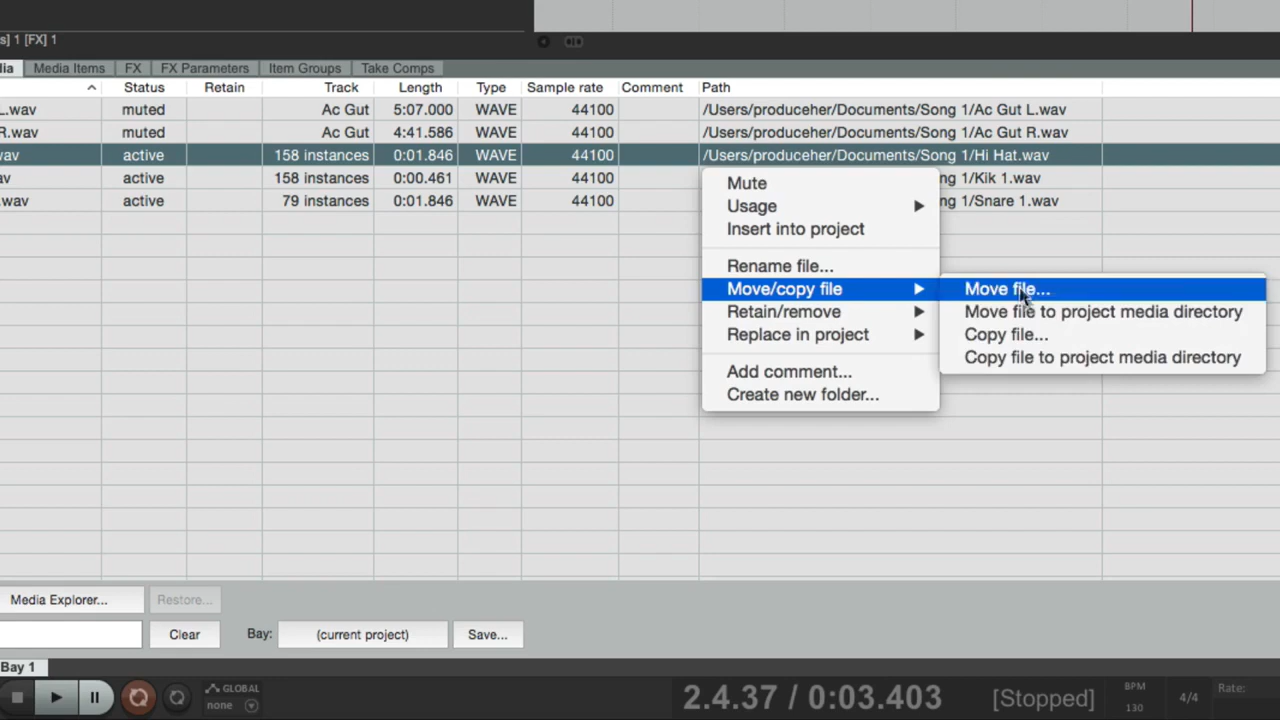 s] 1 [FX] 1
dia Media Items FX FX Parameters Item Groups Take Comps
Status Retain Track Length Type Sample rate Comment Path
L.wav muted Ac Gut 5:07.000 WAVE 44100 /Users/produceher/Documents/Song 1/Ac Gut L.wav
R.wav muted Ac Gut 4:41.586 WAVE 44100 /Users/produceher/Documents/Song 1/Ac Gut R.wav
wav active 158 instances 0:01.846 WAVE 44100 /Users/produceher/Documents/Song 1/Hi Hat.wav
av active 158 instances 0:00.461 WAVE 44100 ng 1/Kik 1.wav
.wav active 79 instances 0:01.846 WAVE 44100 ng 1/Snare 1.wav
Mute
Usage
Insert into project
Rename file...
Move/copy file
Retain/remove
Replace in project
Add comment...
Create new folder...
Move file...
Move file to project media directory
Copy file...
Copy file to project media directory
Media Explorer... Restore...
Clear Bay: (current project) Save...
Bay 1
GLOBAL
none
2.4.37 / 0:03.403 [Stopped]
BPM
130
4/4
Rate: